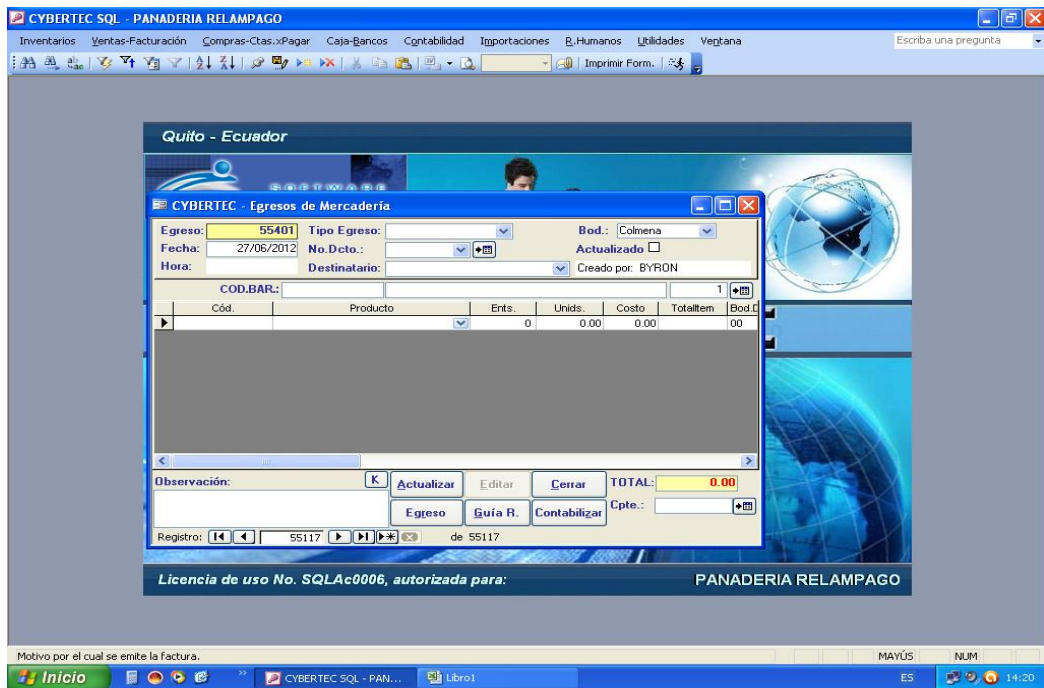 CYBERTEC SQL - PANADERIA RELAMPAGO
Inventarios Ventas-Facturación Compras-Ctas.xPagar Caja-Bancos Contabilidad Importaciones R.Humanos Utilidades Ventana Escriba una pregunta
Imprimir Form.
Quito - Ecuador
SOFTWARE
CYBERTEC - Egresos de Mercadería
Egreso: 55401 Tipo Egreso: Bod.: Colmena
Fecha: 27/06/2012 No.Dcto.: Actualizado
Hora: Destinatario: Creado por: BYRON
COD.BAR.: 1
Cód. Producto Ents. Unids. Costo TotalItem Bod.D
0 0.00 0.00 00
Observación: K Actualizar Editar Cerrar TOTAL: 0.00
Egreso Guía R. Contabilizar Cpte.:
Registro: 55117 de 55117
Licencia de uso No. SQLAc0006, autorizada para: PANADERIA RELAMPAGO
Motivo por el cual se emite la factura. MAYÚS NUM
Inicio CYBERTEC SQL - PAN... Libro1 ES 14:20